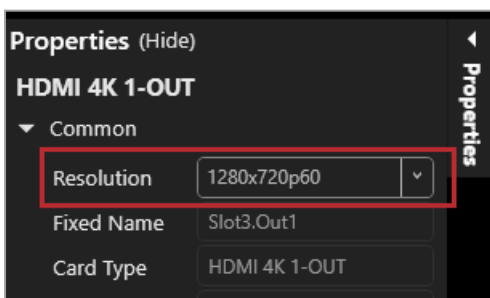 Properties (Hide)
HDMI 4K 1-OUT
Common
Resolution 1280x720p60
Fixed Name Slot3.Out1
Card Type HDMI 4K 1-OUT
Properties